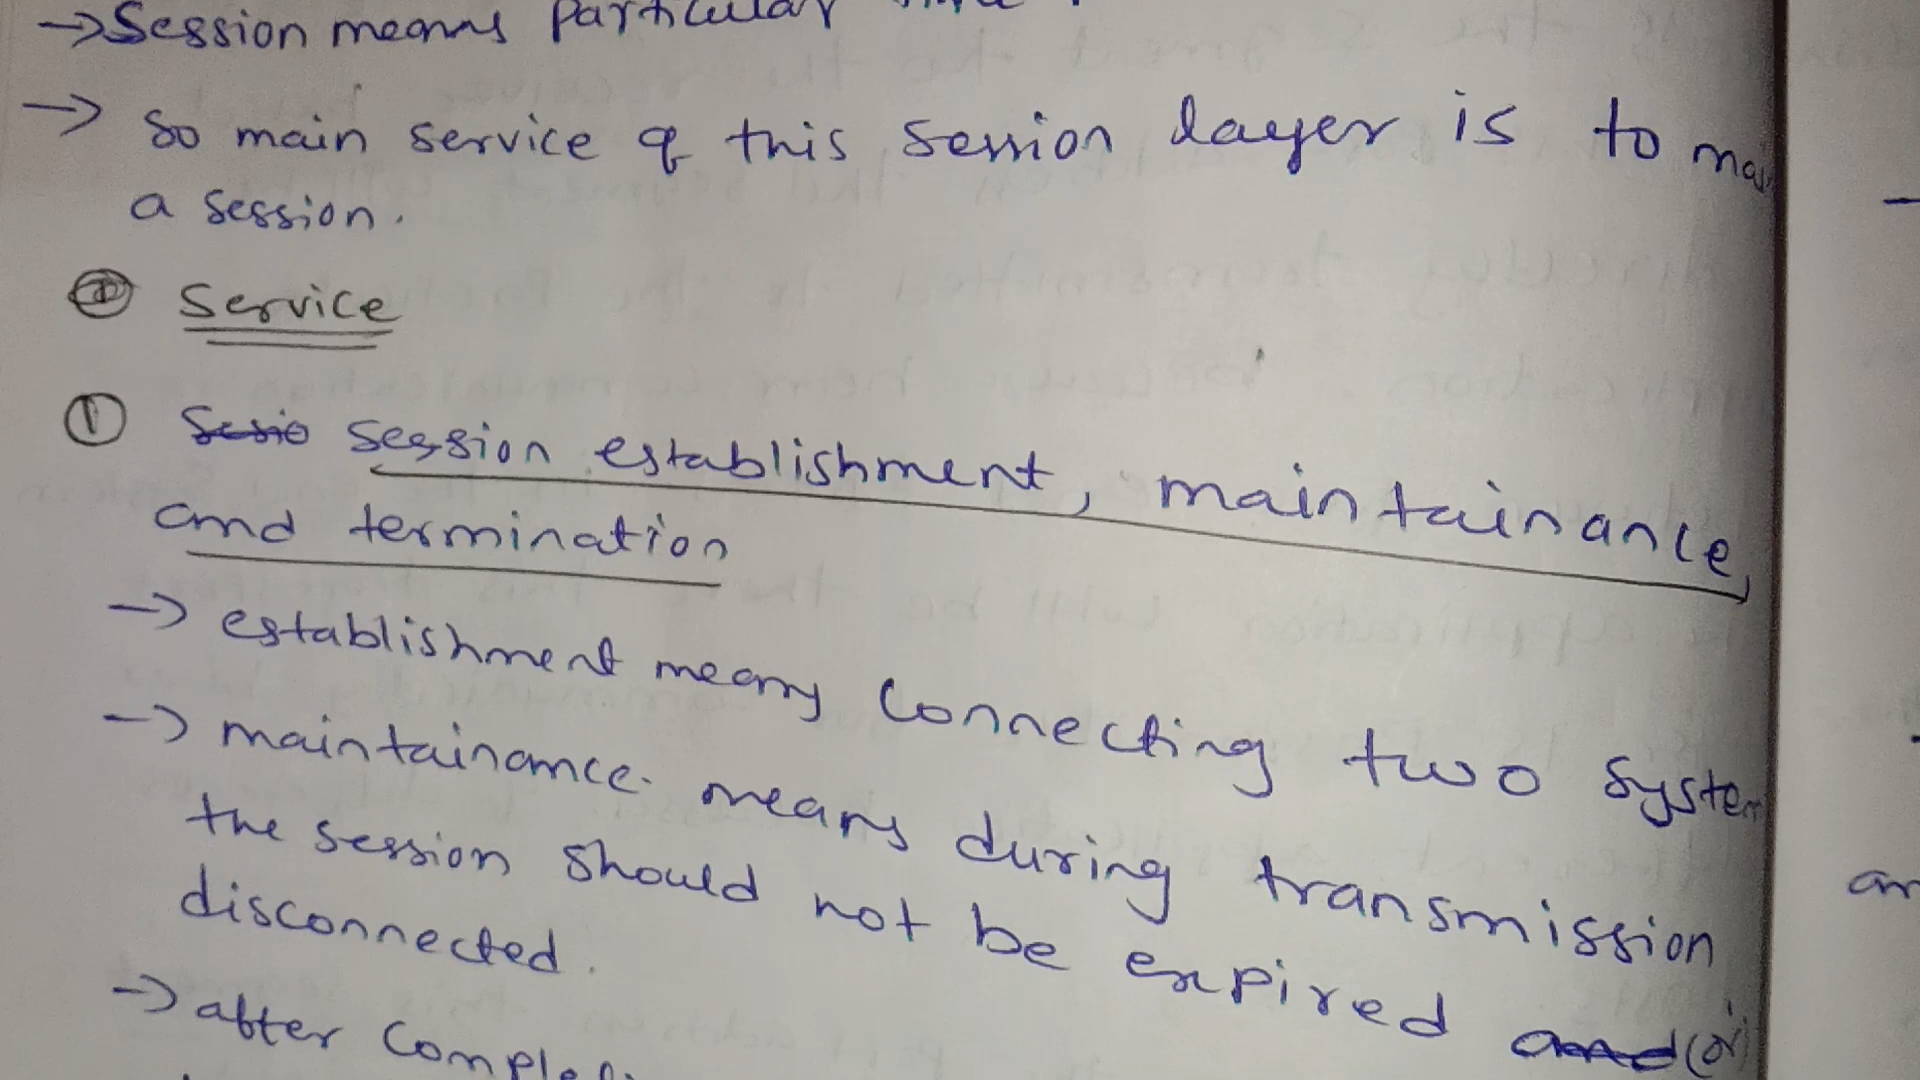 → Session means particular
→ So main service of this session layer is to
a session.
② Service
① Sesio session establishment, maintainance,
and termination
→ establishment means connecting two system
→ maintainance means during transmission
the session should not be expired and (or)
disconnected.
→ after